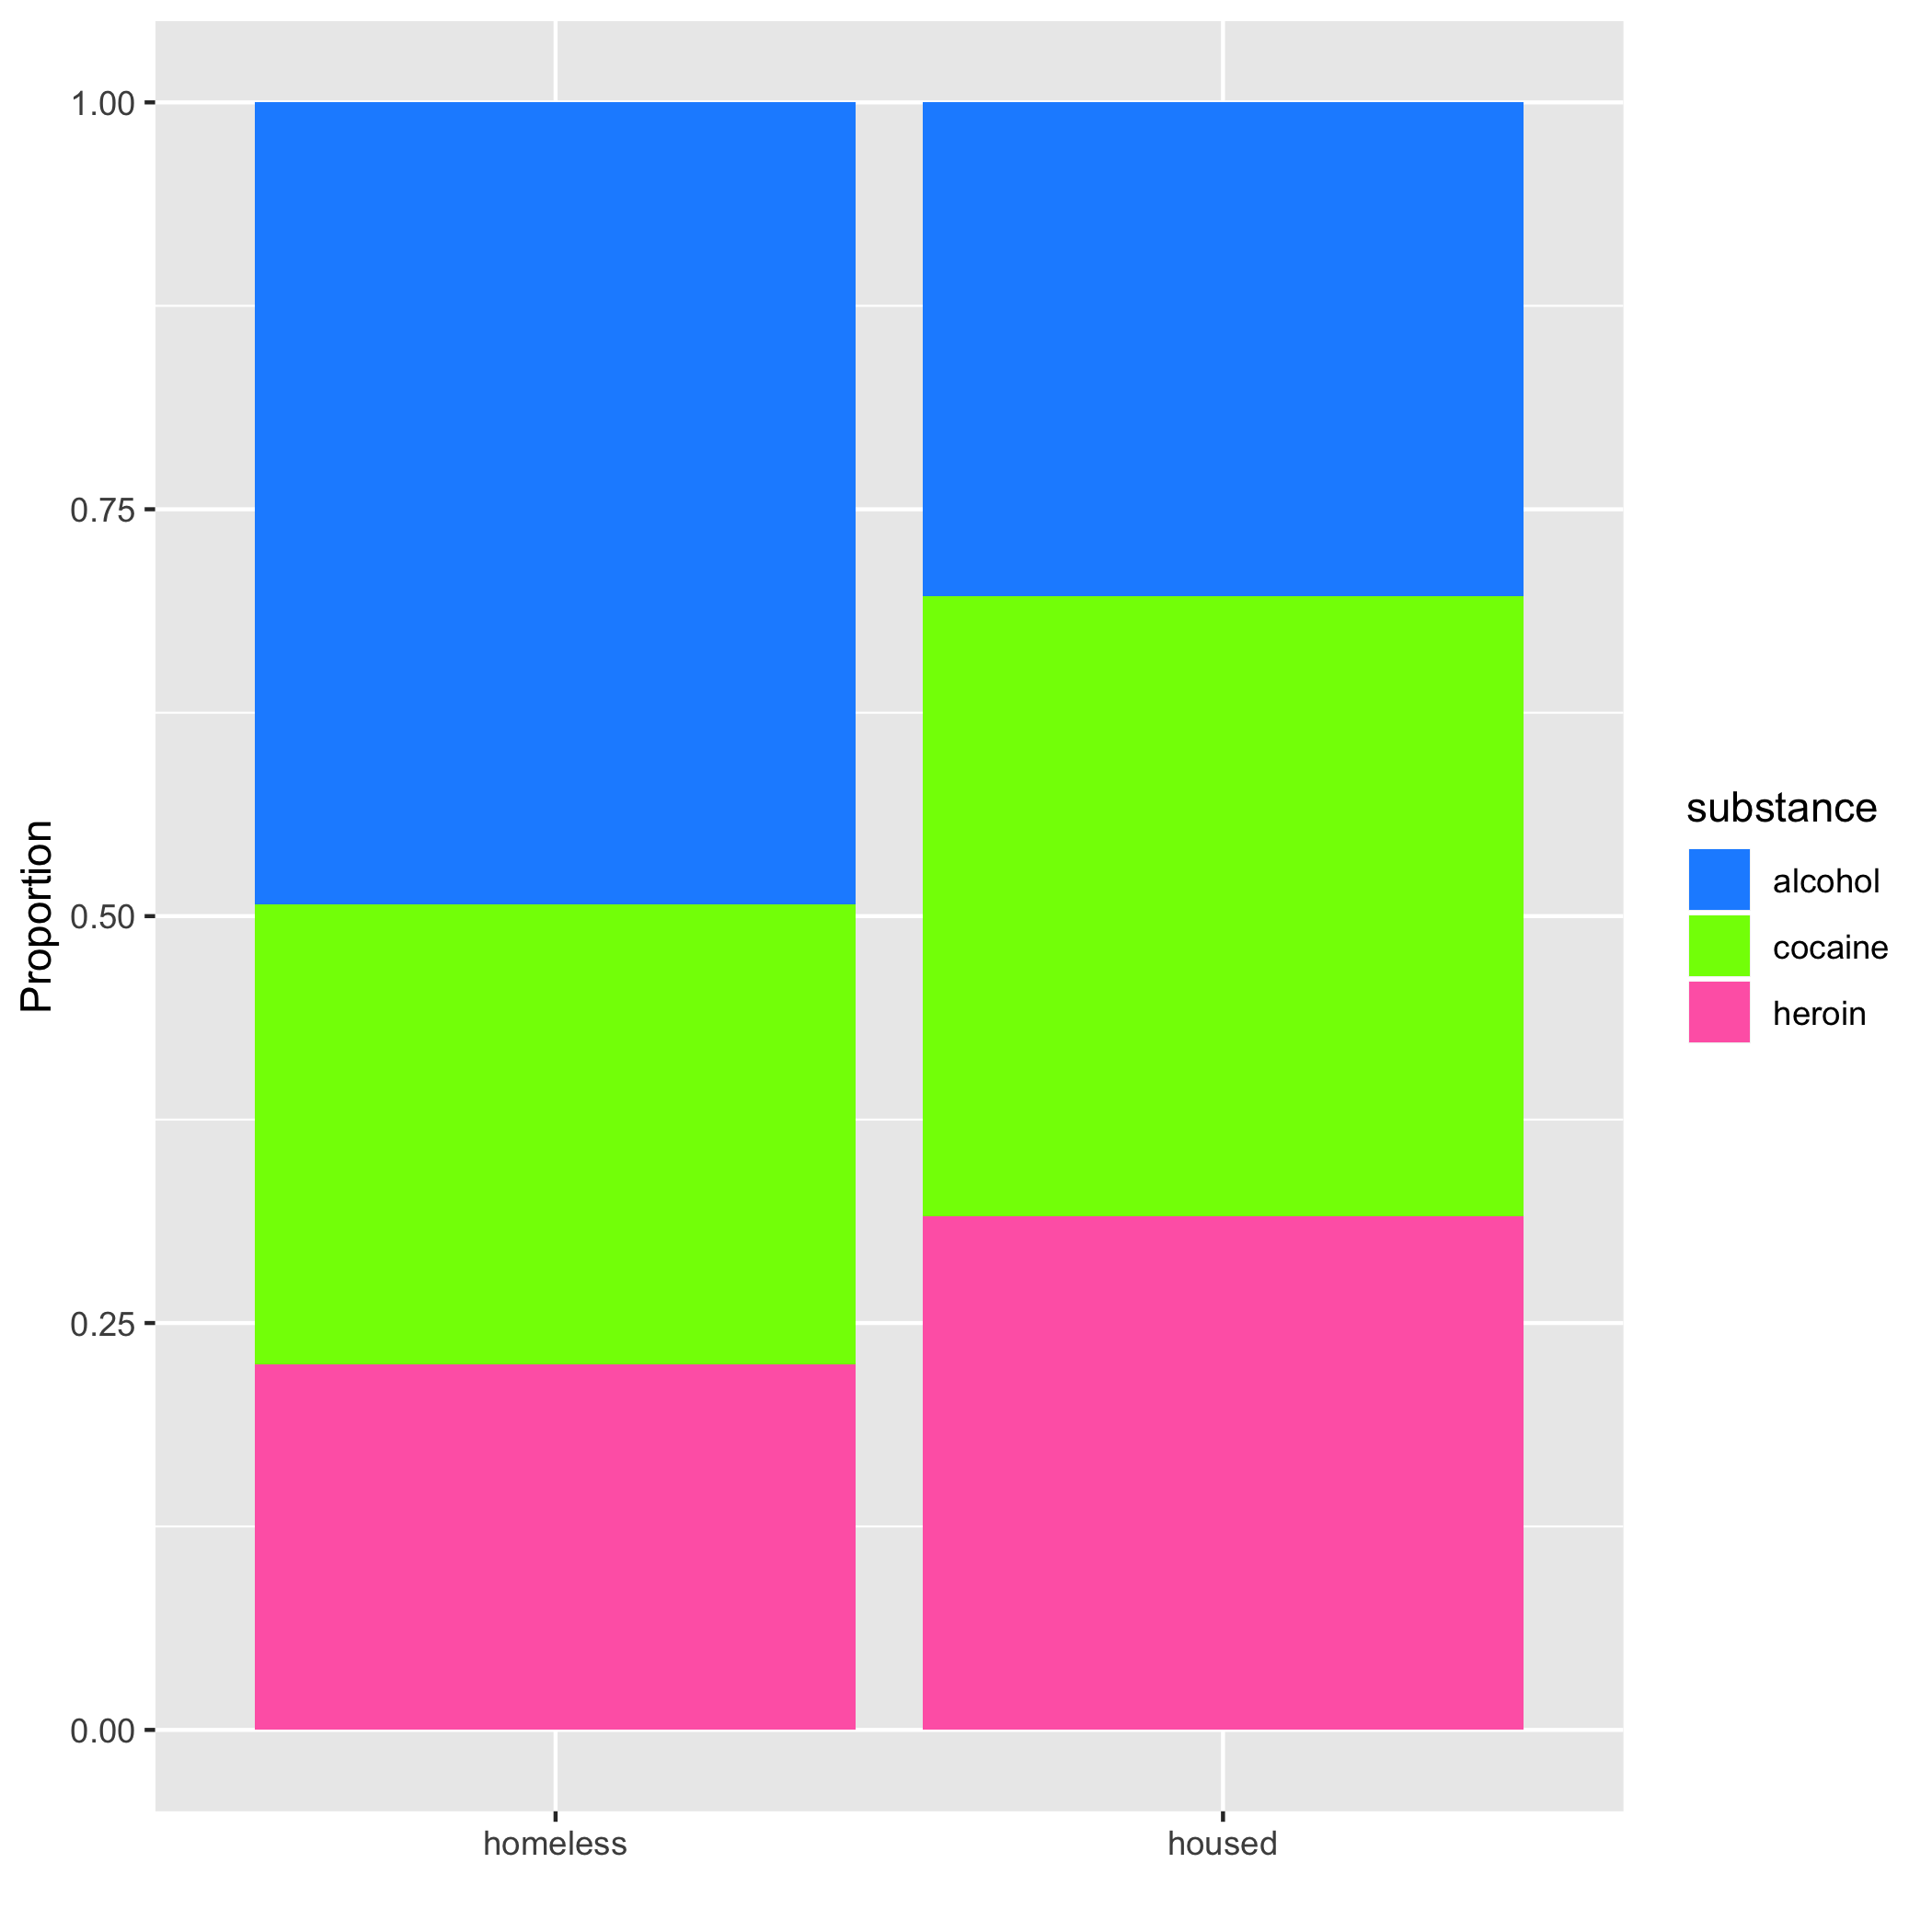 Proportion
1.00
0.75
0.50
0.25
0.00
homeless
housed
substance
alcohol
cocaine
heroin